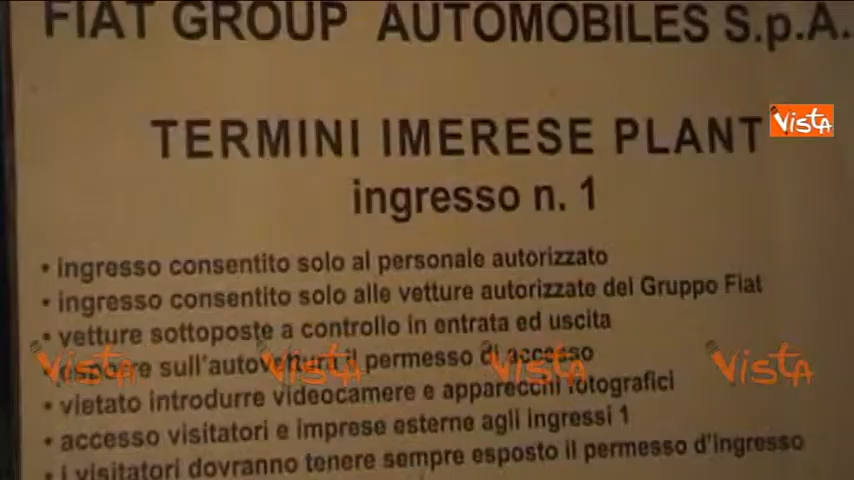 FIAT GROUP AUTOMOBILES S.p.A.
TERMINI IMERESE PLANT
VISTA
ingresso n. 1
• ingresso consentito solo al personale autorizzato
• ingresso consentito solo alle vetture autorizzate del Gruppo Fiat
• vetture sottoposte a controllo in entrata ed uscita
• esporre sull'autovettura il permesso di accesso
VISTA VISTA VISTA VISTA
• vietato introdurre videocamere e apparecchi fotografici
• accesso visitatori e imprese esterne agli ingressi 1
• i visitatori dovranno tenere sempre esposto il permesso d'ingresso